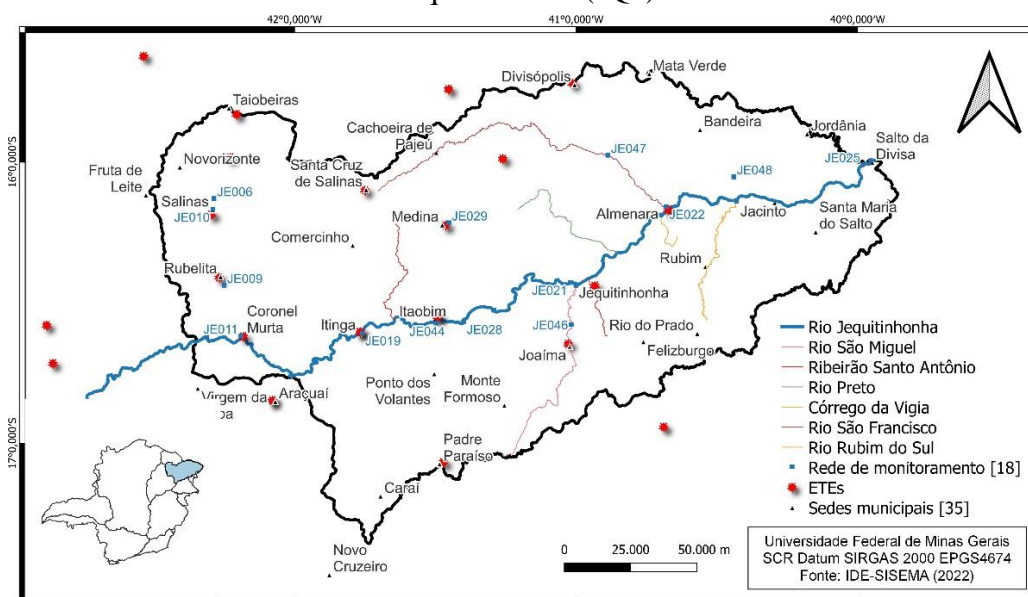 42°0,000'W
41°0,000'W
40°0,000'W
16°0,000'S
17°0,000'S
Mata Verde
Divisópolis
Taiobeiras
Bandeira
Jordânia
Cachoeira de
Pajeú
JE047
Salto da
Divisa
JE025
Novorizonte
Fruta de
Leite
Santa Cruz
de Salinas
JE048
JE006
Salinas
JE010
Medina
JE029
Almenara
JE022
Jacinto
Santa Maria
do Salto
Comercinho
Rubim
Rubelita
JE009
JE021
Jequitinhonha
Coronel
Murta
JE011
Itinga
JE019
Itaobim
JE044
JE028
JE046
Rio do Prado
Joaíma
Felizburgo
Virgem da
pa
Araçuaí
Ponto dos
Volantes
Monte
Formoso
Padre
Paraíso
Caraí
Novo
Cruzeiro
Rio Jequitinhonha
Rio São Miguel
Ribeirão Santo Antônio
Rio Preto
Córrego da Vigia
Rio São Francisco
Rio Rubim do Sul
Rede de monitoramento [18]
ETEs
Sedes municipais [35]
0 25.000 50.000 m
Universidade Federal de Minas Gerais
SCR Datum SIRGAS 2000 EPGS4674
Fonte: IDE-SISEMA (2022)